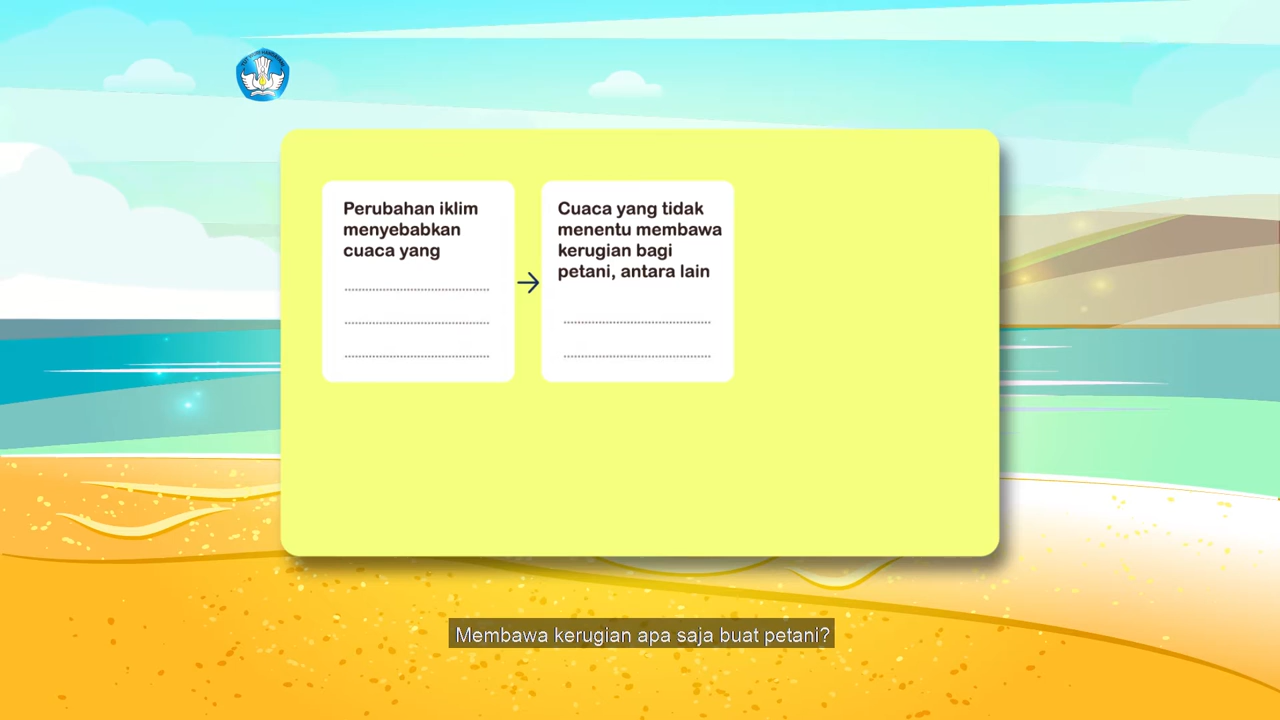 Perubahan iklim
menyebabkan
cuaca yang
Cuaca yang tidak
menentu membawa
kerugian bagi
petani, antara lain
Membawa kerugian apa saja buat petani?